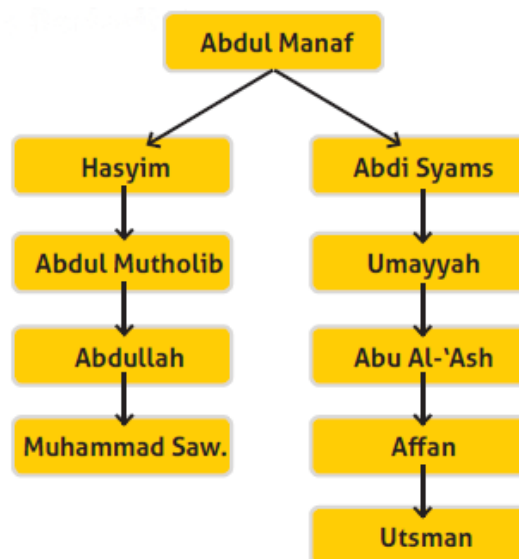 Abdul Manaf
Hasyim
Abdi Syams
Abdul Mutholib
Umayyah
Abdullah
Abu Al-‘Ash
Muhammad Saw.
Affan
Utsman